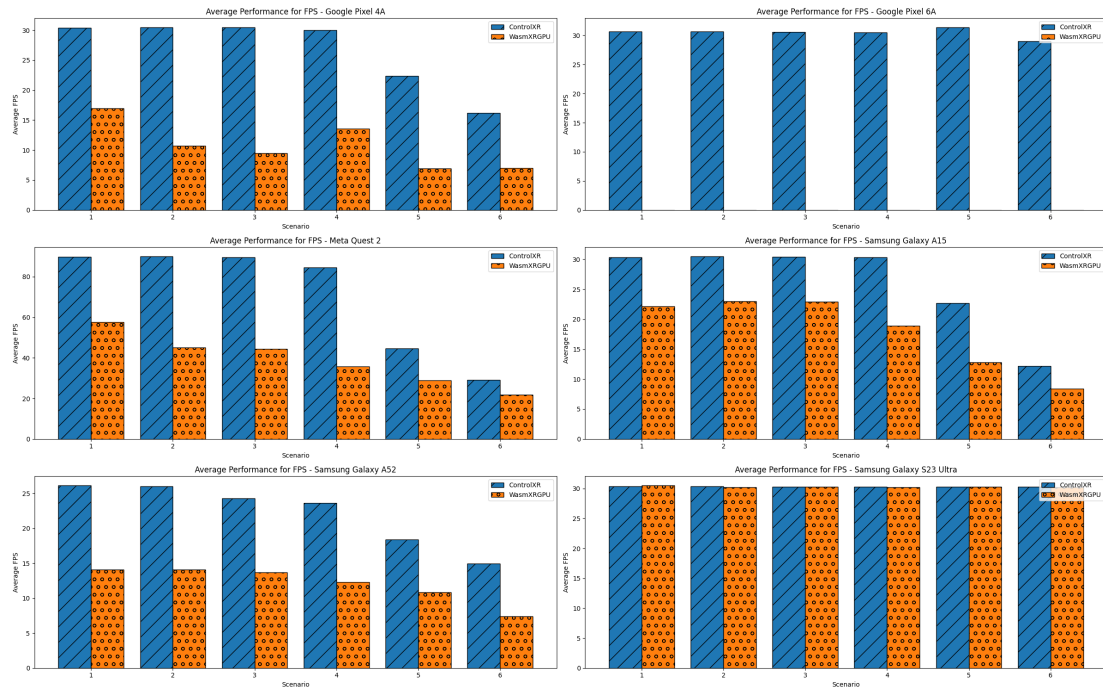 Average Performance for FPS - Google Pixel 4A
ControlXR
WasmXRGPU
Average FPS
30
25
20
15
10
5
0
1 2 3 4 5 6
Scenario
Average Performance for FPS - Google Pixel 6A
ControlXR
WasmXRGPU
Average FPS
30
25
20
15
10
5
0
1 2 3 4 5 6
Scenario
Average Performance for FPS - Meta Quest 2
ControlXR
WasmXRGPU
Average FPS
80
60
40
20
0
1 2 3 4 5 6
Scenario
Average Performance for FPS - Samsung Galaxy A15
ControlXR
WasmXRGPU
Average FPS
30
25
20
15
10
5
0
1 2 3 4 5 6
Scenario
Average Performance for FPS - Samsung Galaxy A52
ControlXR
WasmXRGPU
Average FPS
25
20
15
10
5
0
1 2 3 4 5 6
Scenario
Average Performance for FPS - Samsung Galaxy S23 Ultra
ControlXR
WasmXRGPU
Average FPS
30
25
20
15
10
5
0
1 2 3 4 5 6
Scenario